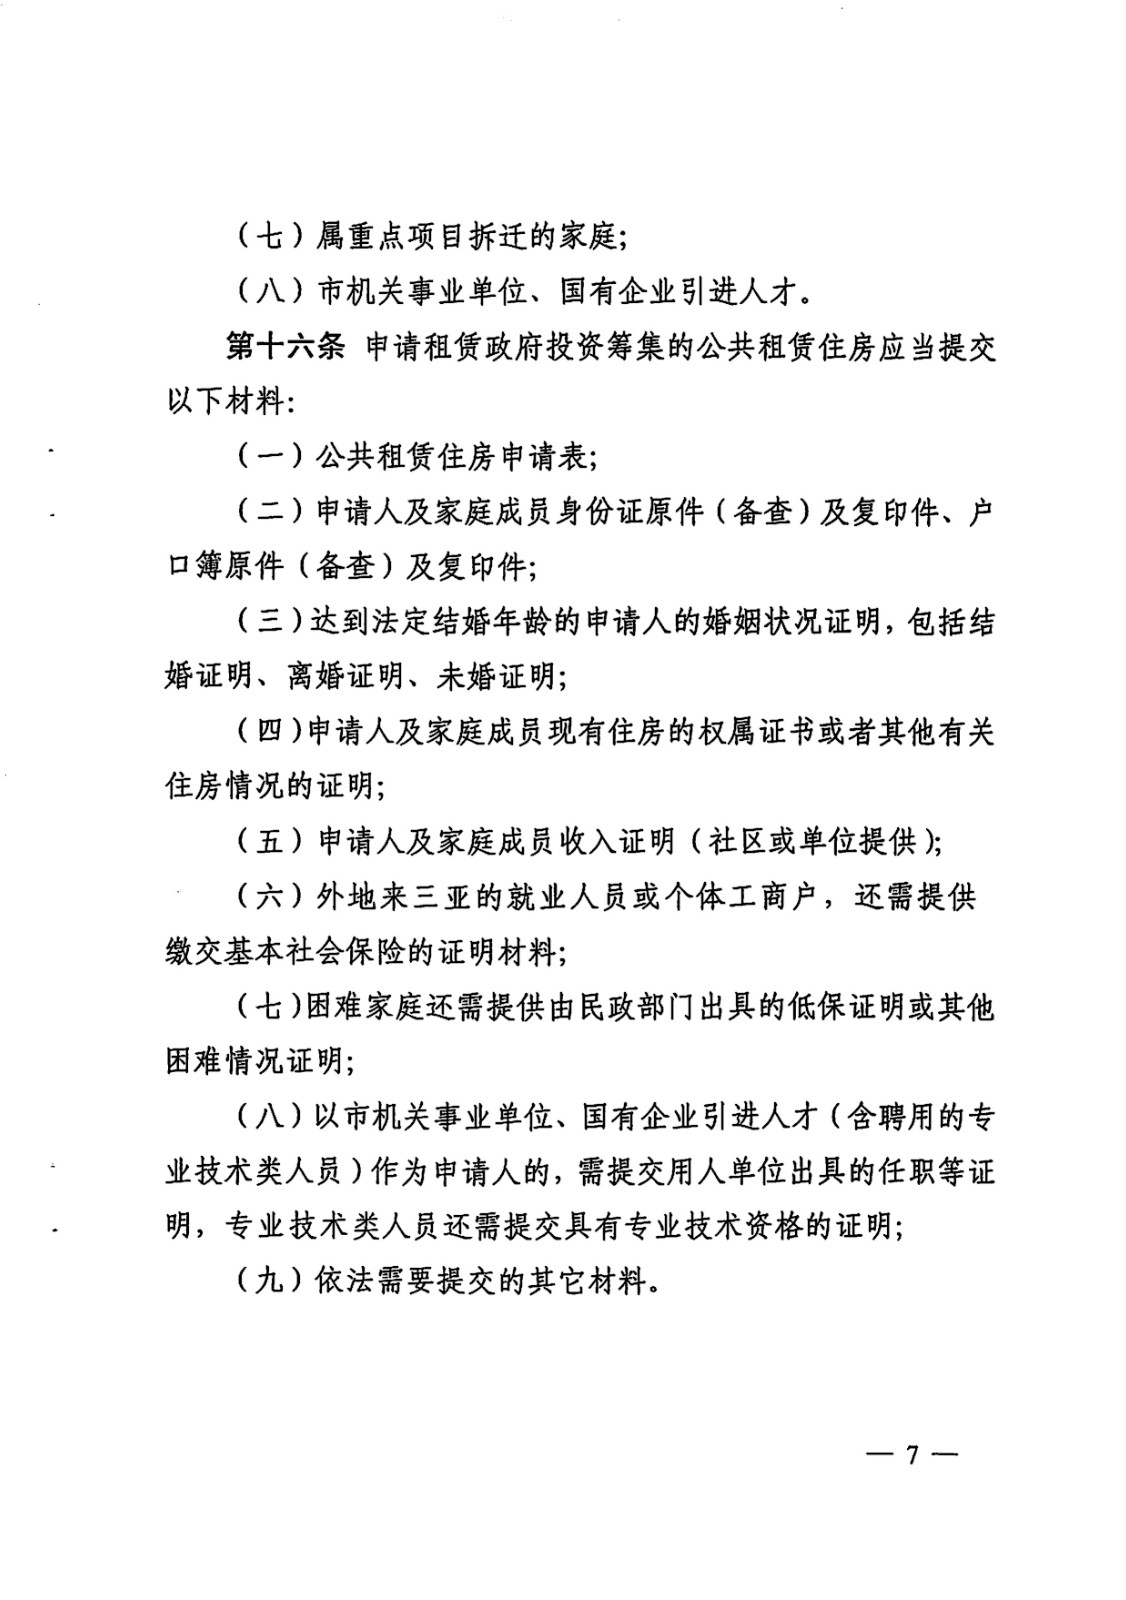 （七）属重点项目拆迁的家庭；
（八）市机关事业单位、国有企业引进人才。
第十六条 申请租赁政府投资筹集的公共租赁住房应当提交
以下材料：
（一）公共租赁住房申请表；
（二）申请人及家庭成员身份证原件（备查）及复印件、户
口簿原件（备查）及复印件；
（三）达到法定结婚年龄的申请人的婚姻状况证明，包括结
婚证明、离婚证明、未婚证明；
（四）申请人及家庭成员现有住房的权属证书或者其他有关
住房情况的证明；
（五）申请人及家庭成员收入证明（社区或单位提供）；
（六）外地来三亚的就业人员或个体工商户，还需提供
缴交基本社会保险的证明材料；
（七）困难家庭还需提供由民政部门出具的低保证明或其他
困难情况证明；
（八）以市机关事业单位、国有企业引进人才（含聘用的专
业技术类人员）作为申请人的，需提交用人单位出具的任职等证
明，专业技术类人员还需提交具有专业技术资格的证明；
（九）依法需要提交的其它材料。
— 7 —